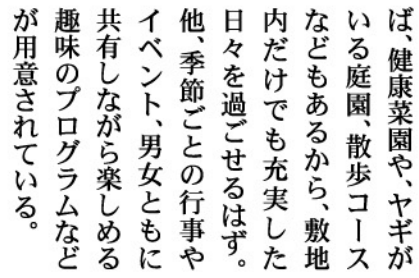 ば、健康菜園や、ヤギが
いる庭園、散歩コース
などもあるから、敷地
内だけでも充実した
日々を過ごせるはず。
他、季節ごとの行事や
イベント、男女ともに
共有しながら楽しめる
趣味のプログラムなど
が用意されている。